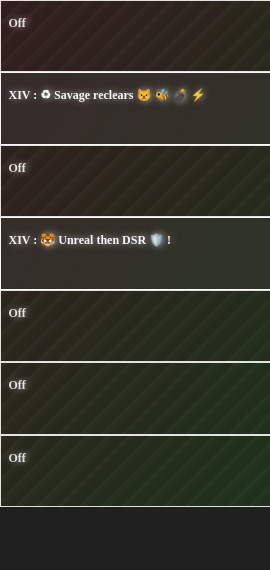 Off
XIV : ♻ Savage reclears 🐱 🐝 💣 ⚡
Off
XIV : 🐯 Unreal then DSR 🛡️ !
Off
Off
Off